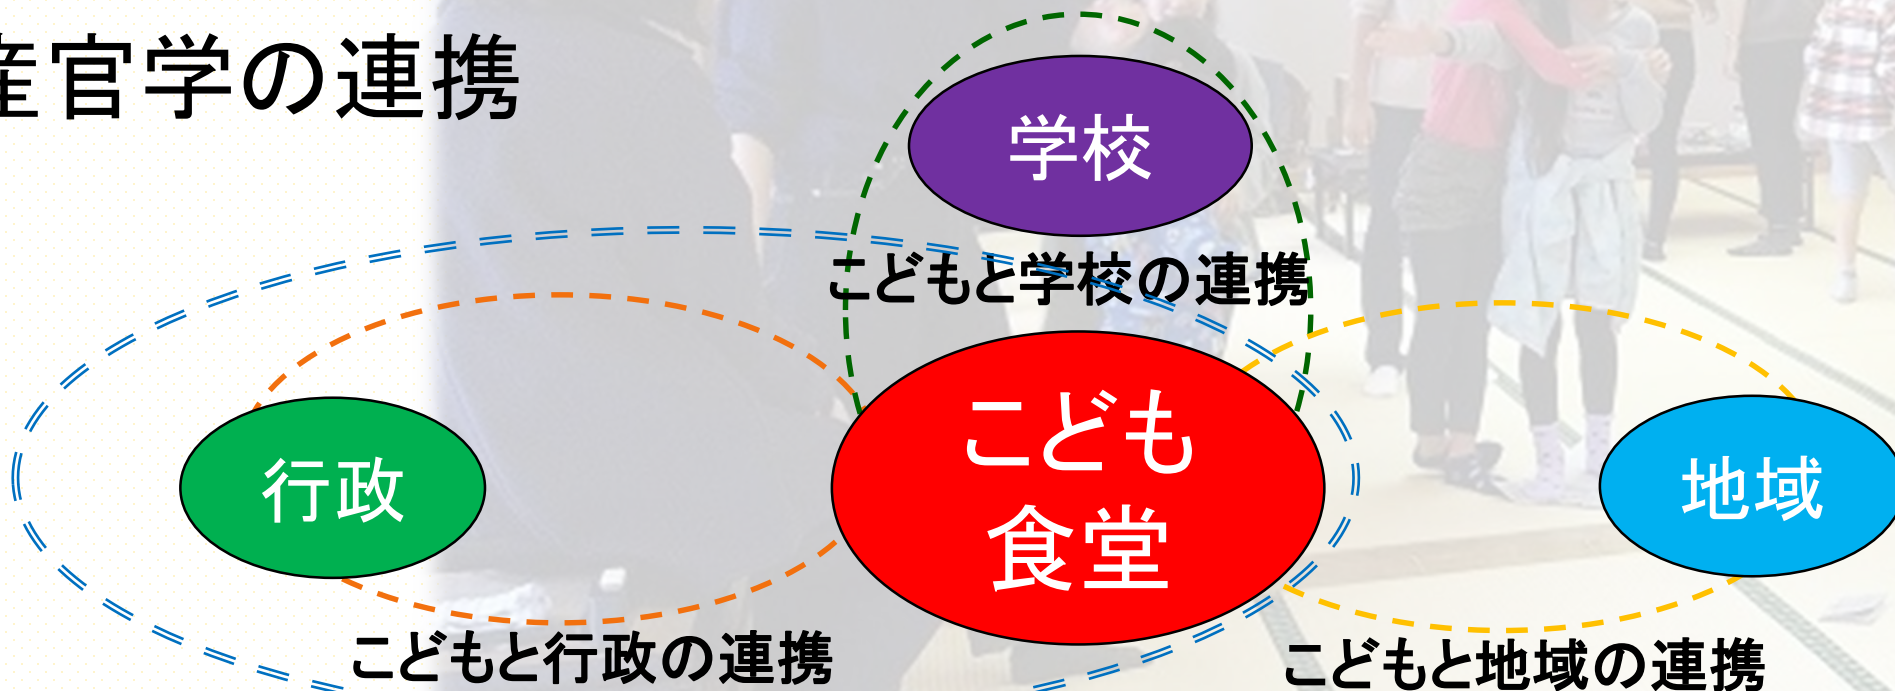 産官学の連携
学校
こどもと学校の連携
こども
食堂
行政
地域
こどもと行政の連携
こどもと地域の連携